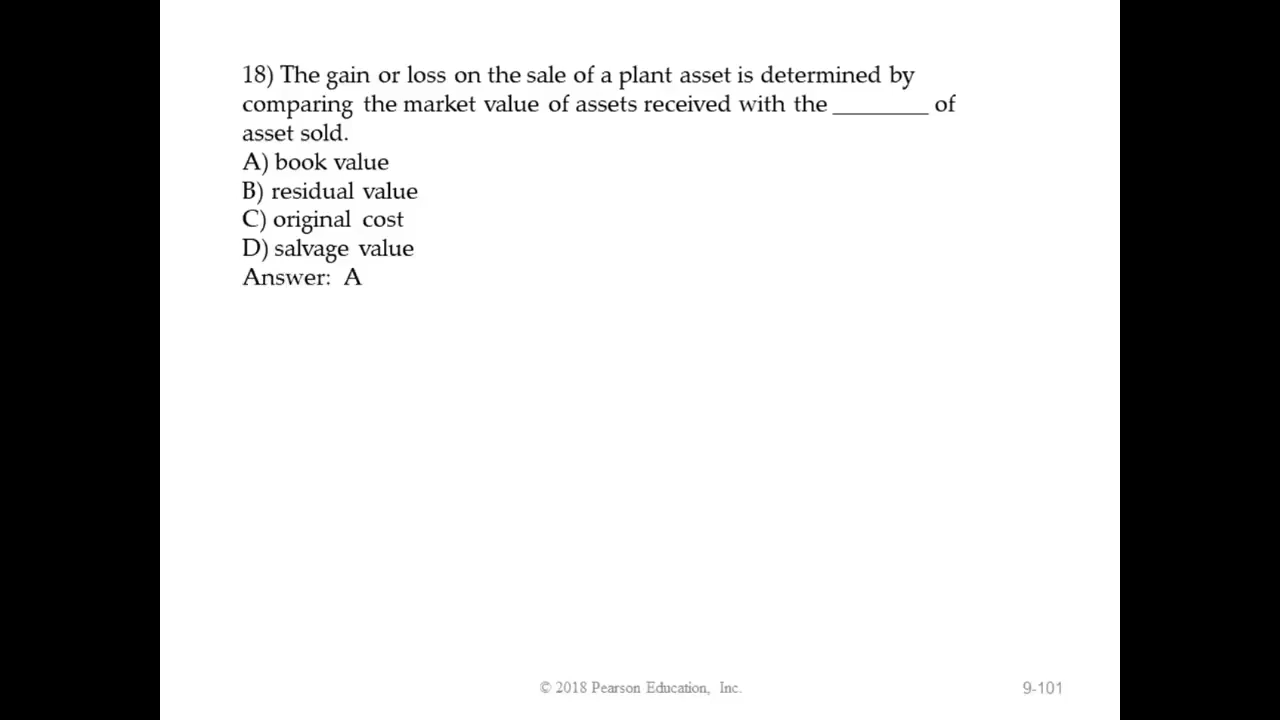 18) The gain or loss on the sale of a plant asset is determined by
comparing the market value of assets received with the ________ of
asset sold.
A) book value
B) residual value
C) original cost
D) salvage value
Answer: A
© 2018 Pearson Education, Inc.
9-101